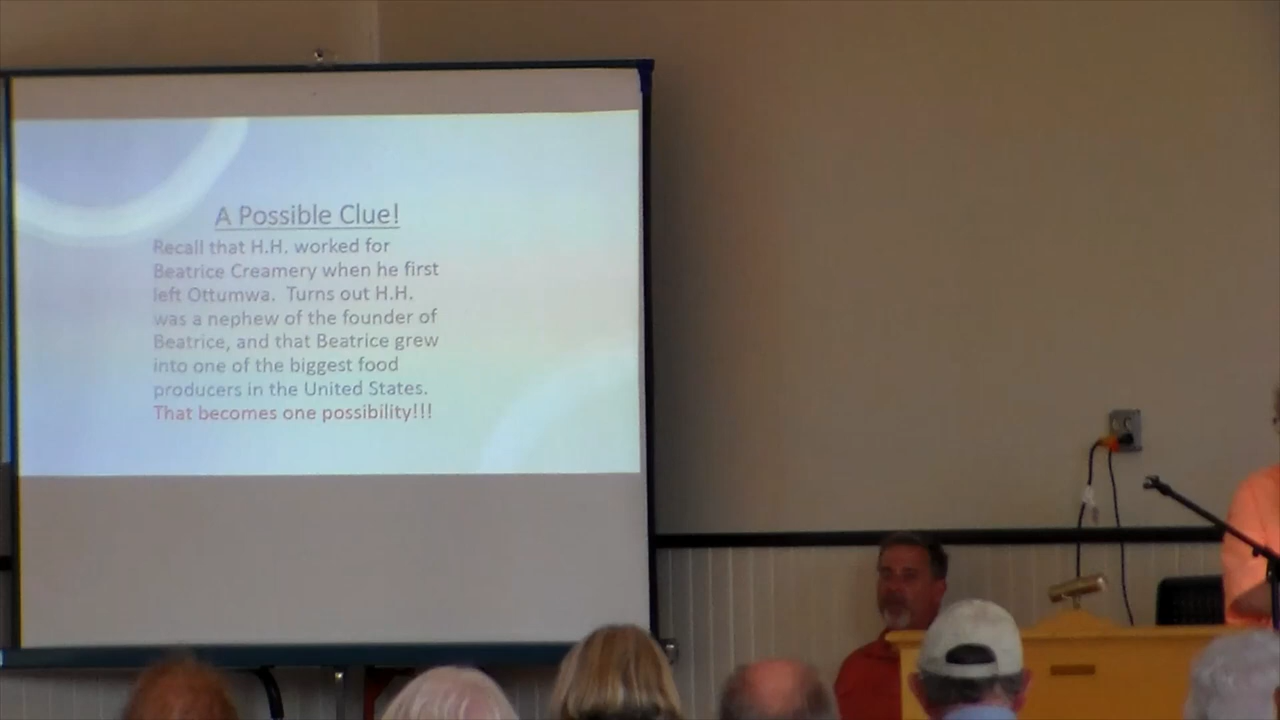 A Possible Clue!
Recall that H.H. worked for
Beatrice Creamery when he first
left Ottumwa. Turns out H.H.
was a nephew of the founder of
Beatrice, and that Beatrice grew
into one of the biggest food
producers in the United States.
That becomes one possibility!!!